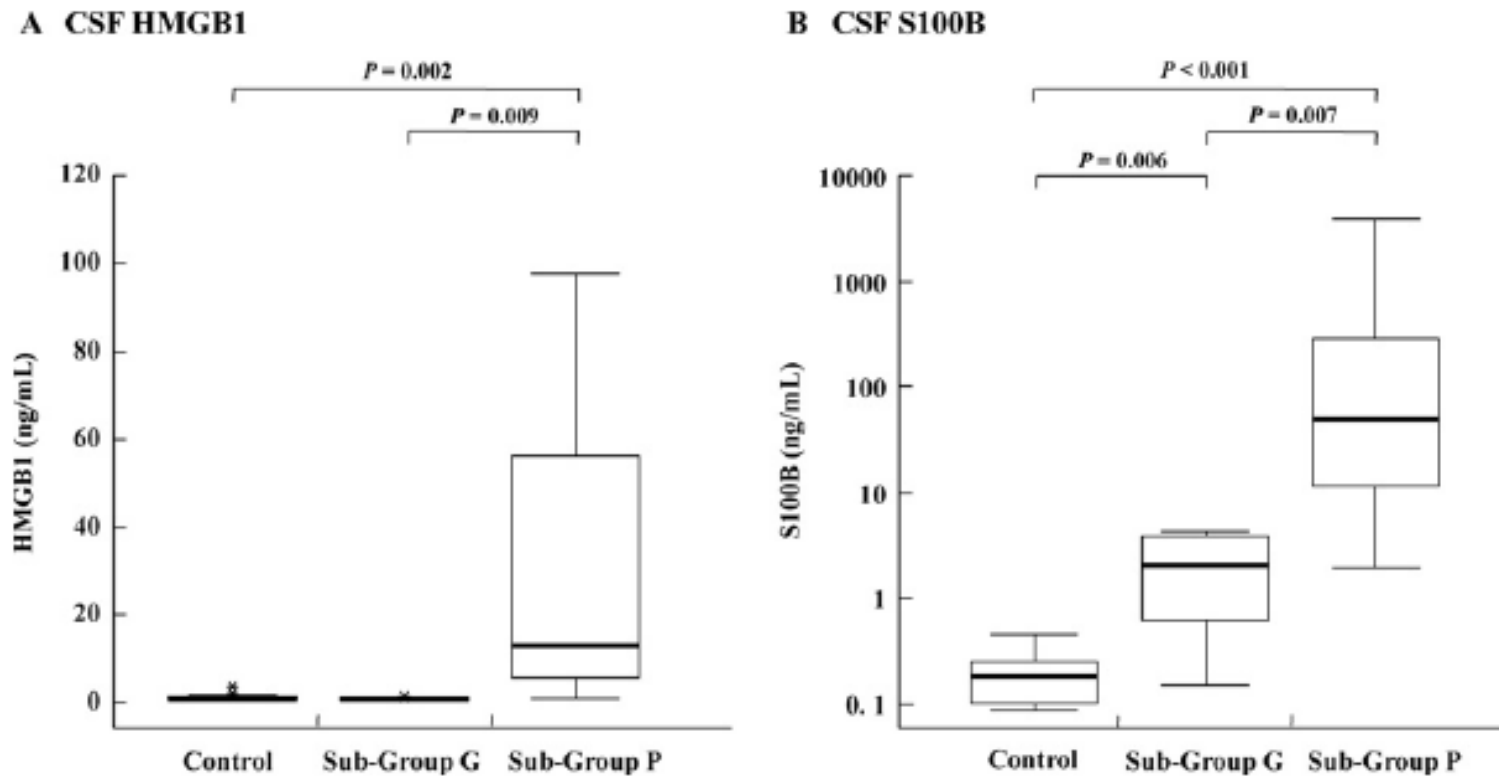 A CSF HMGB1
P = 0.002
P = 0.009
120
100
80
60
40
20
0
HMGB1 (ng/mL)
Control Sub-Group G Sub-Group P
B CSF S100B
P < 0.001
P = 0.007
P = 0.006
10000
1000
100
10
1
0.1
S100B (ng/mL)
Control Sub-Group G Sub-Group P